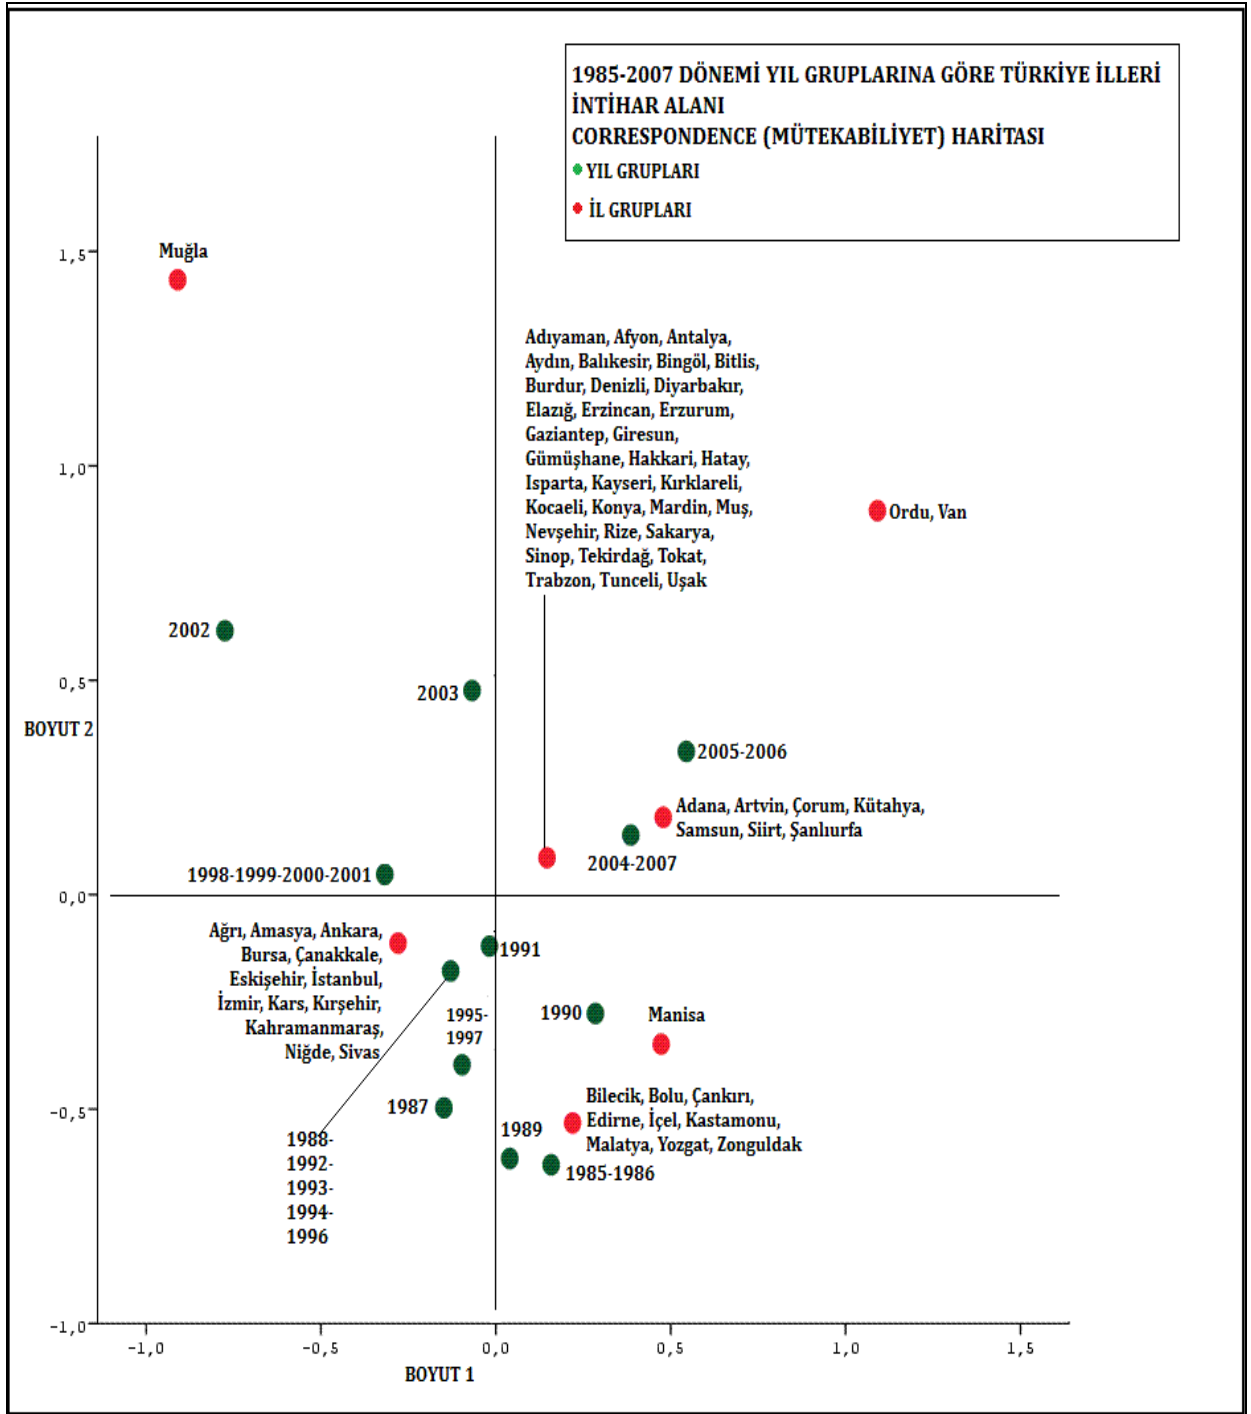 1985-2007 DÖNEMİ YIL GRUPLARINA GÖRE TÜRKİYE İLLERİ
İNTİHAR ALANI
CORRESPONDENCE (MÜTEKABİLİYET) HARİTASI
YIL GRUPLARI
İL GRUPLARI
1,5
Muğla
Adıyaman, Afyon, Antalya,
Aydın, Balıkesir, Bingöl, Bitlis,
Burdur, Denizli, Diyarbakır,
Elazığ, Erzincan, Erzurum,
Gaziantep, Giresun,
Gümüşhane, Hakkari, Hatay,
Isparta, Kayseri, Kırklareli,
Kocaeli, Konya, Mardin, Muş,
Nevşehir, Rize, Sakarya,
Sinop, Tekirdağ, Tokat,
Trabzon, Tunceli, Uşak
1,0
Ordu, Van
2002
0,5
2003
BOYUT 2
2005-2006
Adana, Artvin, Çorum, Kütahya,
Samsun, Siirt, Şanlıurfa
2004-2007
1998-1999-2000-2001
0,0
Ağrı, Amasya, Ankara,
Bursa, Çanakkale,
Eskişehir, İstanbul,
İzmir, Kars, Kırşehir,
Kahramanmaraş,
Niğde, Sivas
1991
1995-
1997
1990
Manisa
1987
-0,5
Bilecik, Bolu, Çankırı,
Edirne, İçel, Kastamonu,
Malatya, Yozgat, Zonguldak
1989
1985-1986
1988-
1992-
1993-
1994-
1996
-1,0
-1,0
-0,5
0,0
0,5
1,0
1,5
BOYUT 1